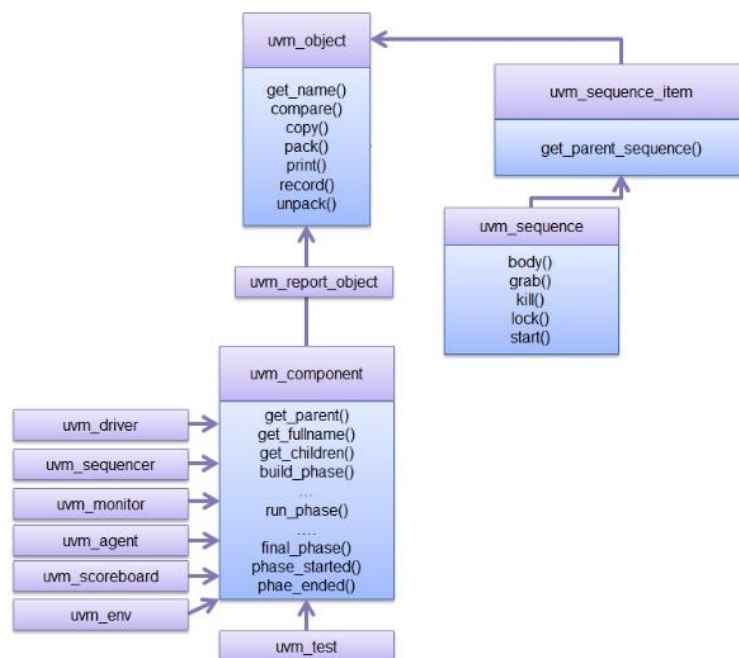 uvm_object
get_name()
compare()
copy()
pack()
print()
record()
unpack()
uvm_sequence_item
get_parent_sequence()
uvm_sequence
body()
grab()
kill()
lock()
start()
uvm_report_object
uvm_component
get_parent()
get_fullname()
get_children()
build_phase()
...
run_phase()
....
final_phase()
phase_started()
phae_ended()
uvm_driver
uvm_sequencer
uvm_monitor
uvm_agent
uvm_scoreboard
uvm_env
uvm_test